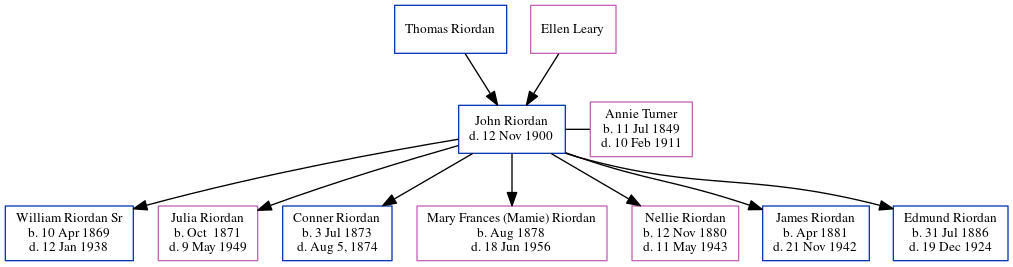 Thomas Riordan
Ellen Leary
John Riordan
d. 12 Nov 1900
Annie Turner
b. 11 Jul 1849
d. 10 Feb 1911
William Riordan Sr
b. 10 Apr 1869
d. 12 Jan 1938
Julia Riordan
b. Oct  1871
d. 9 May 1949
Conner Riordan
b. 3 Jul 1873
d. Aug 5, 1874
Mary Frances (Mamie) Riordan
b. Aug 1878
d. 18 Jun 1956
Nellie Riordan
b. 12 Nov 1880
d. 11 May 1943
James Riordan
b. Apr 1881
d. 21 Nov 1942
Edmund Riordan
b. 31 Jul 1886
d. 19 Dec 1924